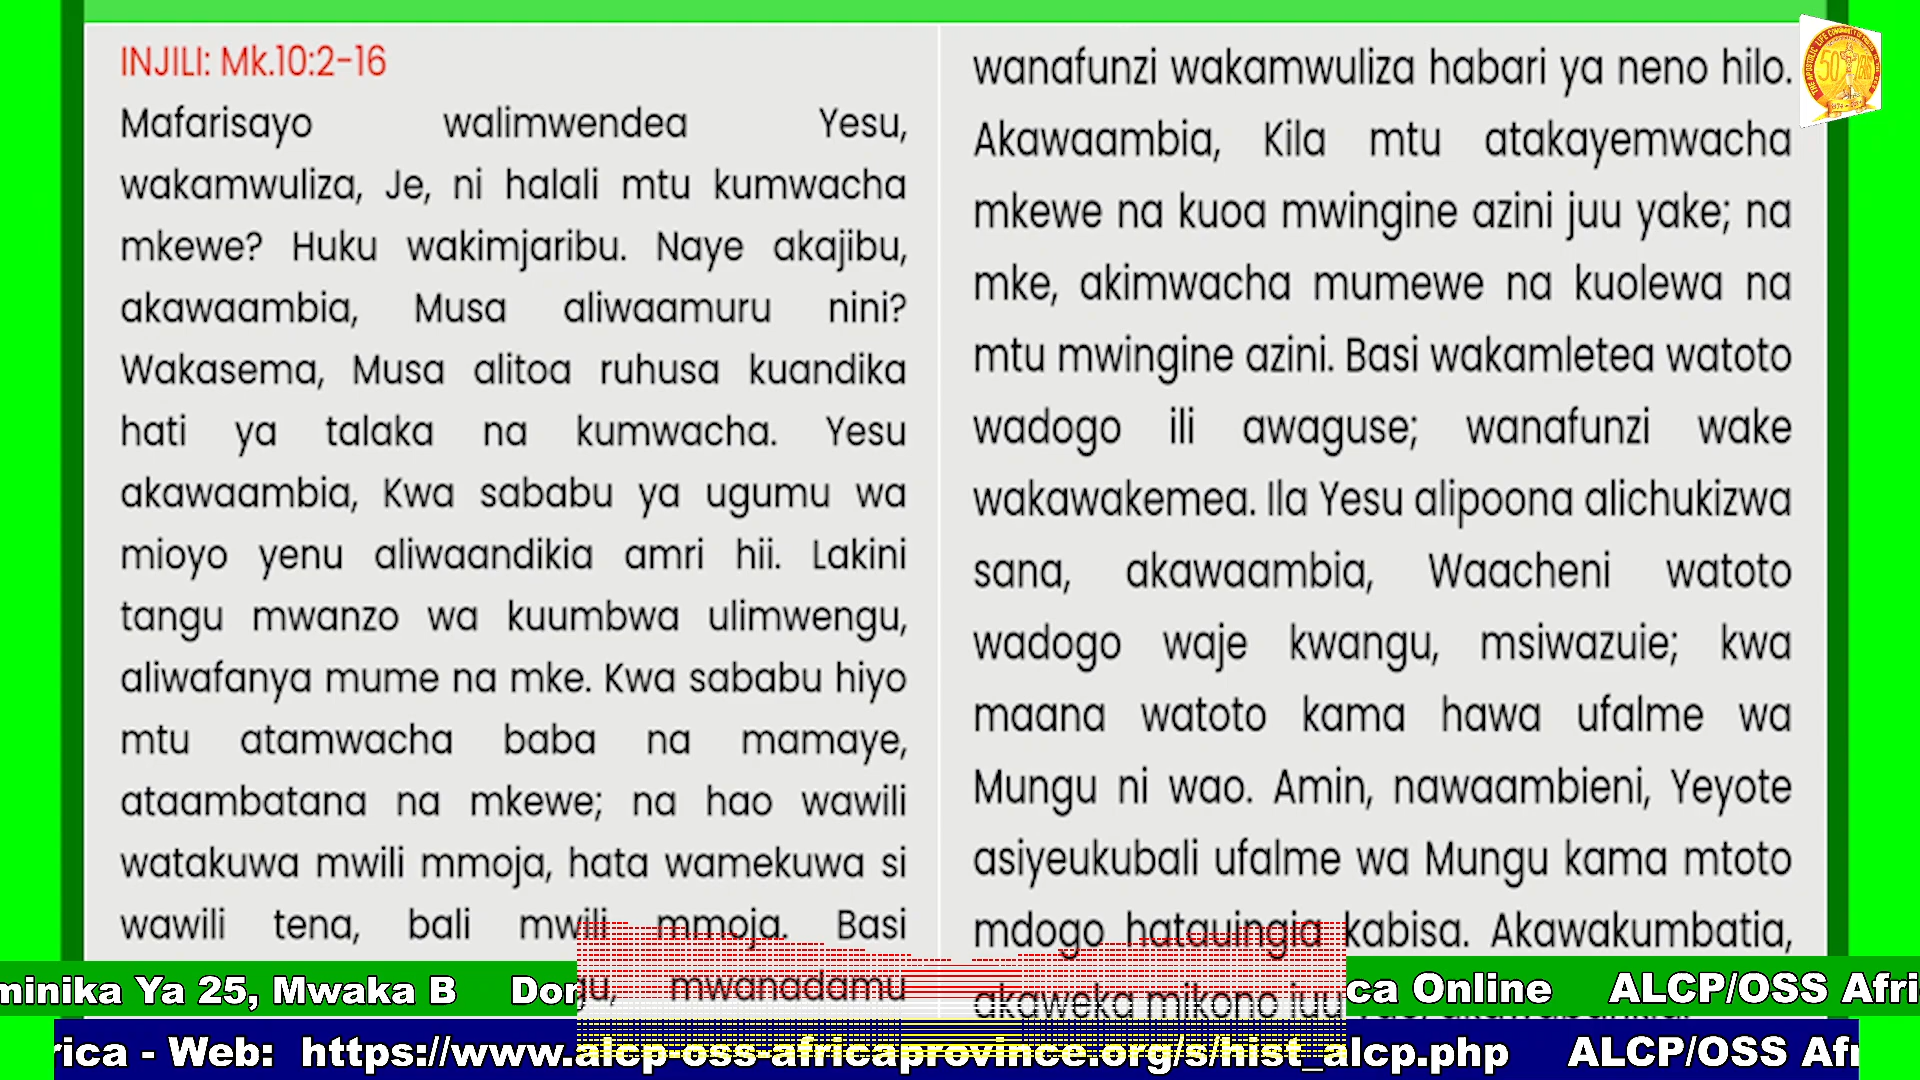 INJILI: Mk.10:2-16
Mafarisayo walimwendea Yesu,
wakamwuliza, Je, ni halali mtu kumwacha
mkewe? Huku wakimjaribu. Naye akajibu,
akawaambia, Musa aliwaamuru nini?
Wakasema, Musa alitoa ruhusa kuandika
hati ya talaka na kumwacha. Yesu
akawaambia, Kwa sababu ya ugumu wa
mioyo yenu aliwaandikia amri hii. Lakini
tangu mwanzo wa kuumbwa ulimwengu,
aliwafanya mume na mke. Kwa sababu hiyo
mtu atamwacha baba na mamaye,
ataambatana na mkewe; na hao wawili
watakuwa mwili mmoja, hata wamekuwa si
wawili tena, bali mwili mmoja. Basi
mwanadamu
wanafunzi wakamwuliza habari ya neno hilo.
Akawaambia, Kila mtu atakayemwacha
mkewe na kuoa mwingine azini juu yake; na
mke, akimwacha mumewe na kuolewa na
mtu mwingine azini. Basi wakamletea watoto
wadogo ili awaguse; wanafunzi wake
wakawakemea. Ila Yesu alipoona alichukizwa
sana, akawaambia, Waacheni watoto
wadogo waje kwangu, msiwazuie; kwa
maana watoto kama hawa ufalme wa
Mungu ni wao. Amin, nawaambieni, Yeyote
asiyeukubali ufalme wa Mungu kama mtoto
mdogo hatauingia kabisa. Akawakumbatia,
akaweka mikono juu
50
minika Ya 25, Mwaka B Dor
ca Online ALCP/OSS Afri
rica - Web: https://www.alcp-oss-africaprovince.org/s/hist_alcp.php ALCP/OSS Afr